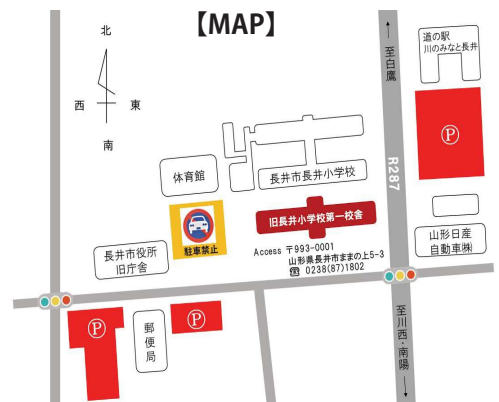 【MAP】
北
西
東
南
至白鷹
道の駅
川のみなと長井
Ⓟ
R287
体育館
長井市長井小学校
旧長井小学校第一校舎
駐車禁止
Access 〒993-0001
山形県長井市ままの上5-3
☎ 0238(87)1802
山形日産
自動車㈱
長井市役所
旧庁舎
Ⓟ
郵便局
Ⓟ
至川西・南陽